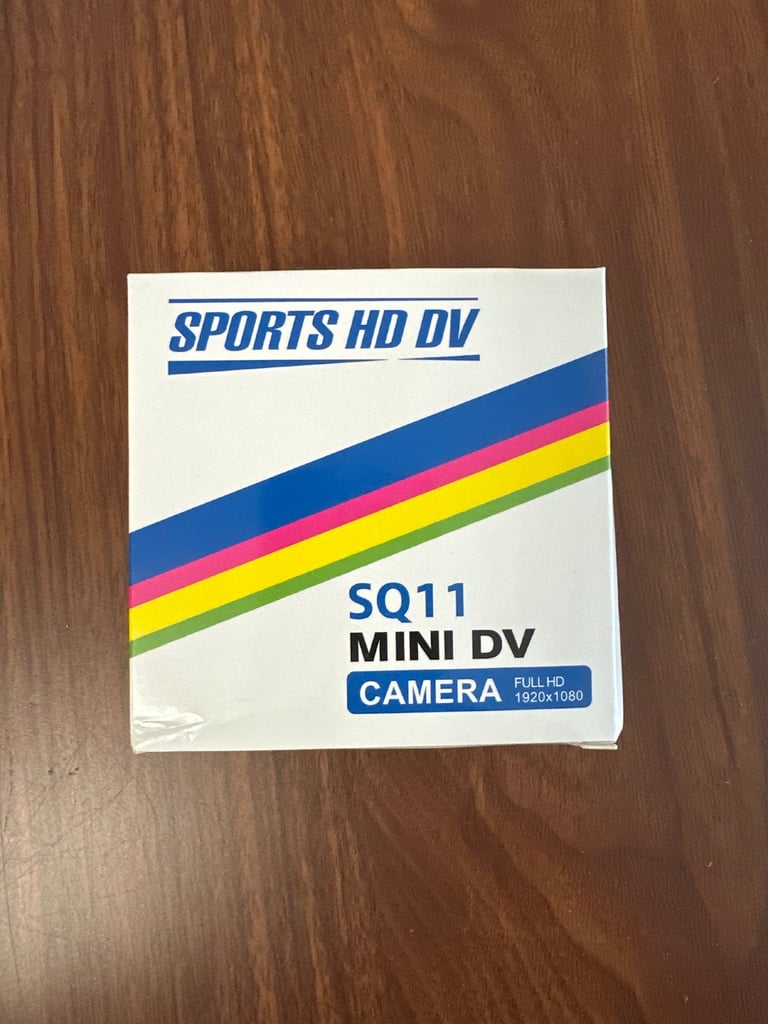 SPORTS HD DV
SQ11
MINI DV
CAMERA FULL HD
1920x1080